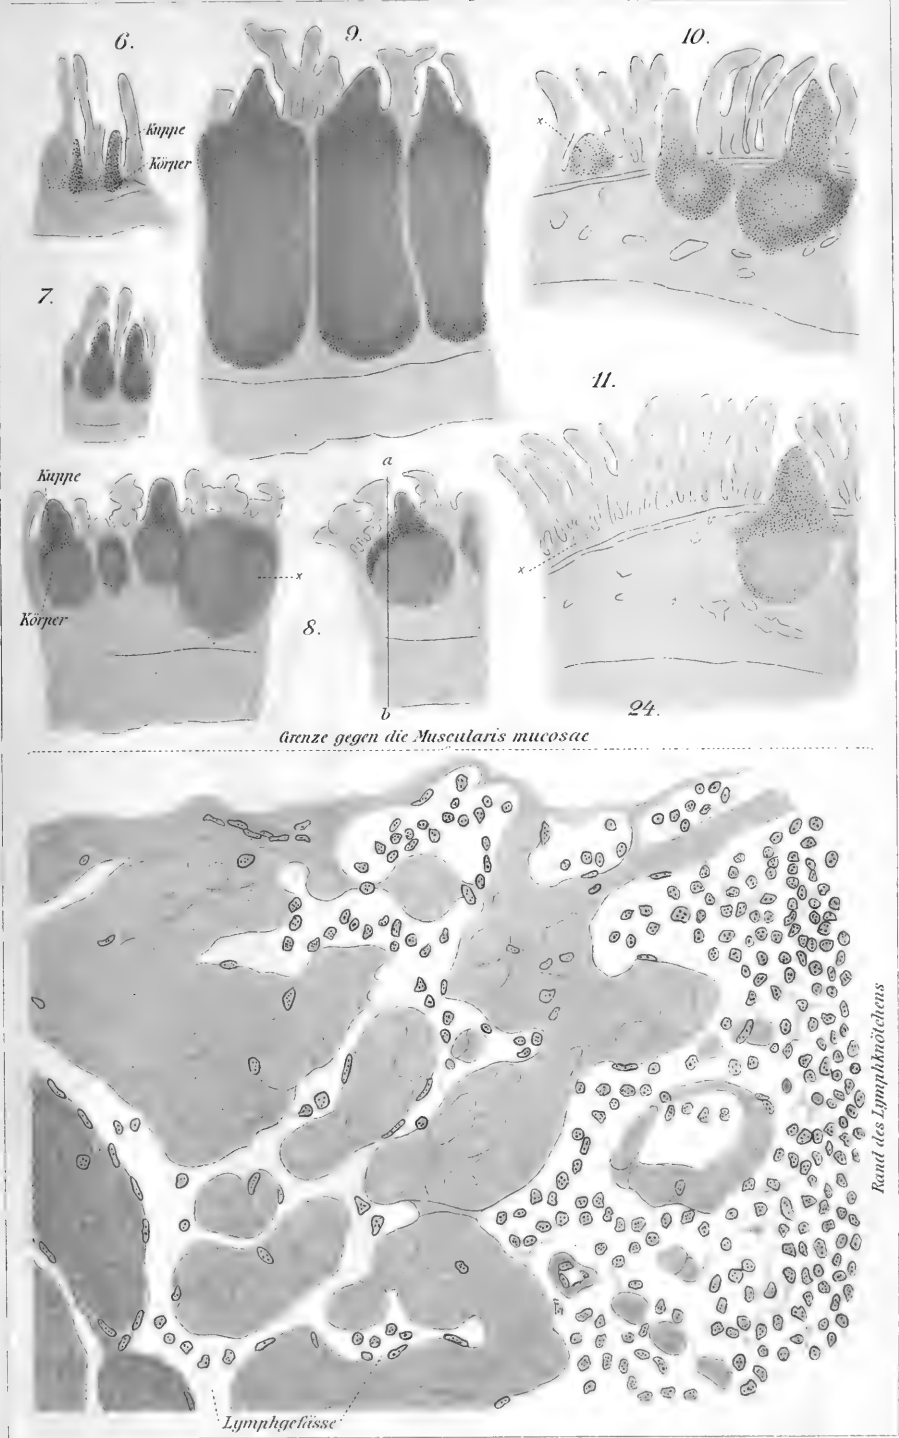 6.
9.
10.
Kuppe
Körper
x
7.
11.
Kuppe
a
x
x
Körper
8.
b
24.
Grenze gegen die Muscularis mucosae
Rand des Lymphknötchens
Lymphgefässe